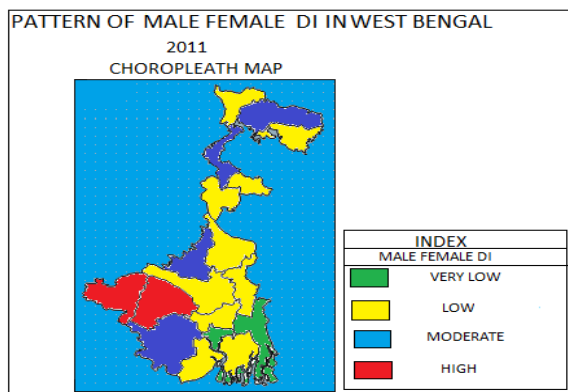 PATTERN OF MALE FEMALE DI IN WEST BENGAL
2011
CHOROPLEATH MAP
INDEX
MALE FEMALE DI
VERY LOW
LOW
MODERATE
HIGH